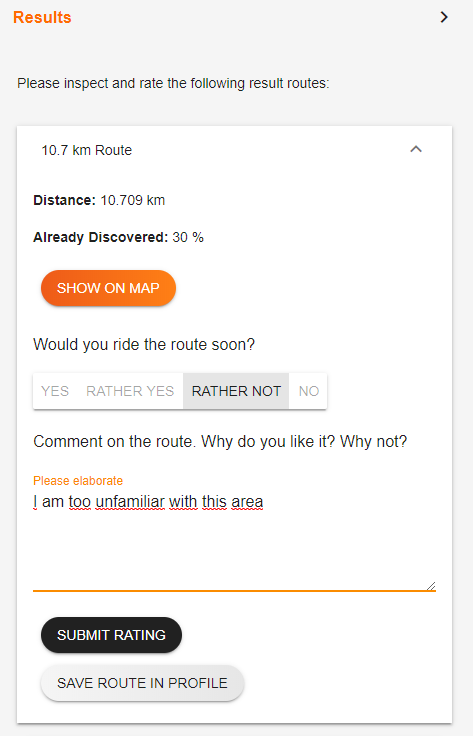 Results
Please inspect and rate the following result routes:
10.7 km Route
Distance: 10.709 km
Already Discovered: 30 %
SHOW ON MAP
Would you ride the route soon?
YES RATHER YES RATHER NOT NO
Comment on the route. Why do you like it? Why not?
Please elaborate
I am too unfamiliar with this area
SUBMIT RATING
SAVE ROUTE IN PROFILE